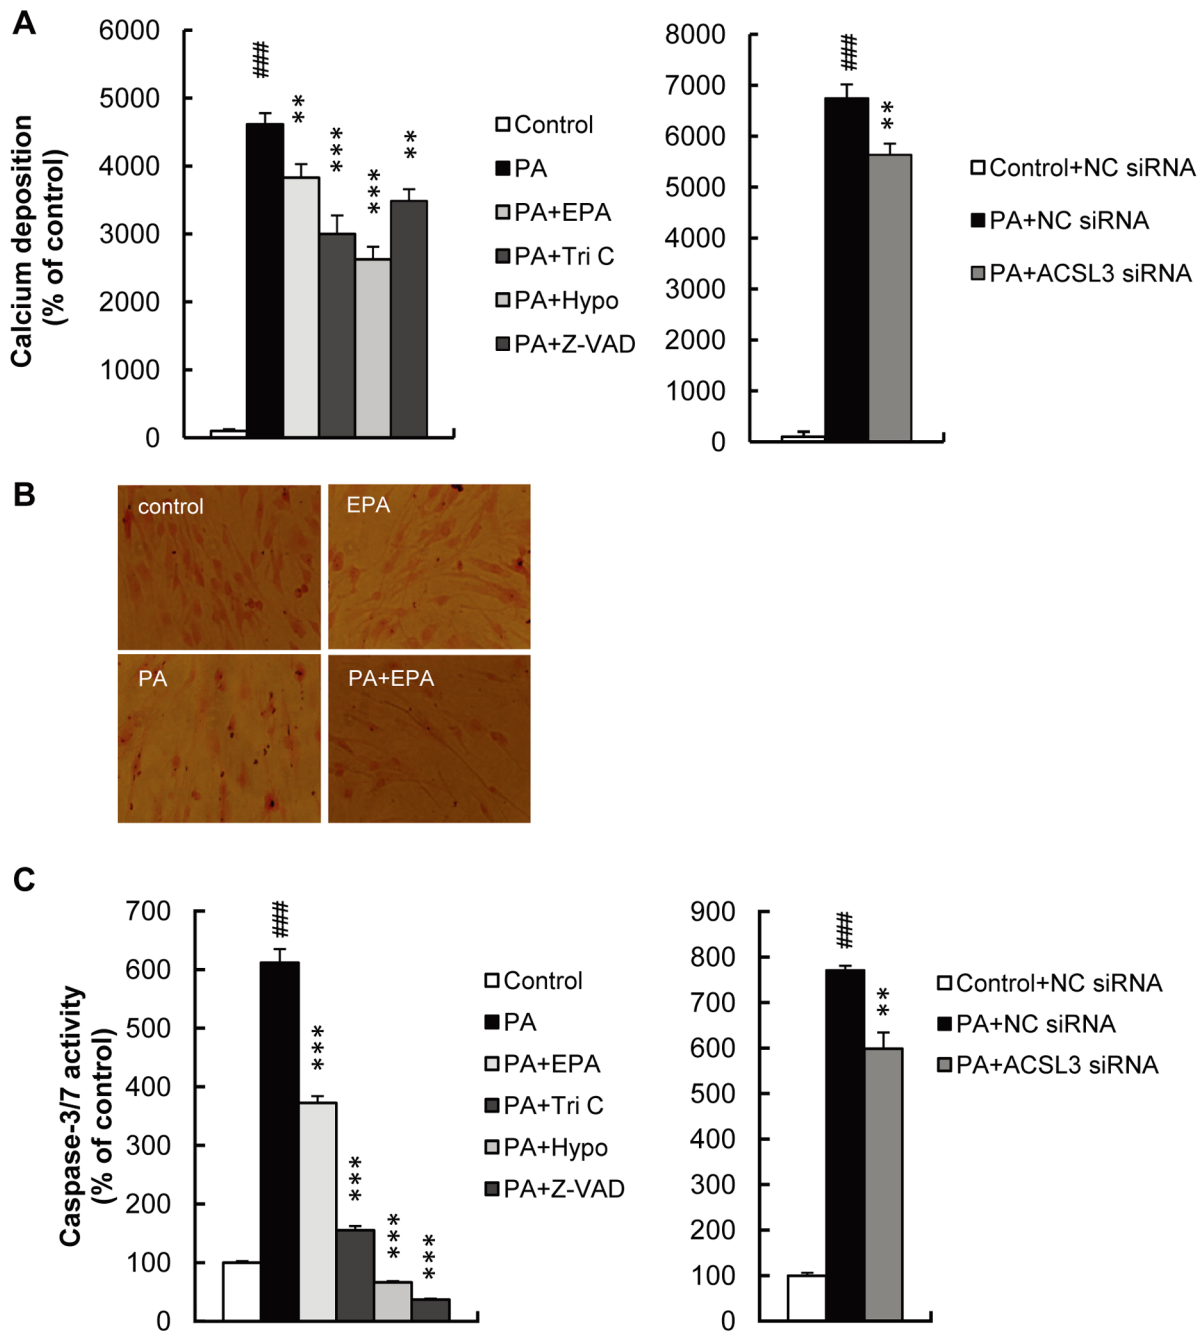 A
Calcium deposition
(% of control)
6000
5000
4000
3000
2000
1000
0
###
**
***
***
**
Control
PA
PA+EPA
PA+Tri C
PA+Hypo
PA+Z-VAD
8000
7000
6000
5000
4000
3000
2000
1000
0
###
**
Control+NC siRNA
PA+NC siRNA
PA+ACSL3 siRNA
B
control
EPA
PA
PA+EPA
C
Caspase-3/7 activity
(% of control)
700
600
500
400
300
200
100
0
###
***
***
***
***
Control
PA
PA+EPA
PA+Tri C
PA+Hypo
PA+Z-VAD
900
800
700
600
500
400
300
200
100
0
###
**
Control+NC siRNA
PA+NC siRNA
PA+ACSL3 siRNA